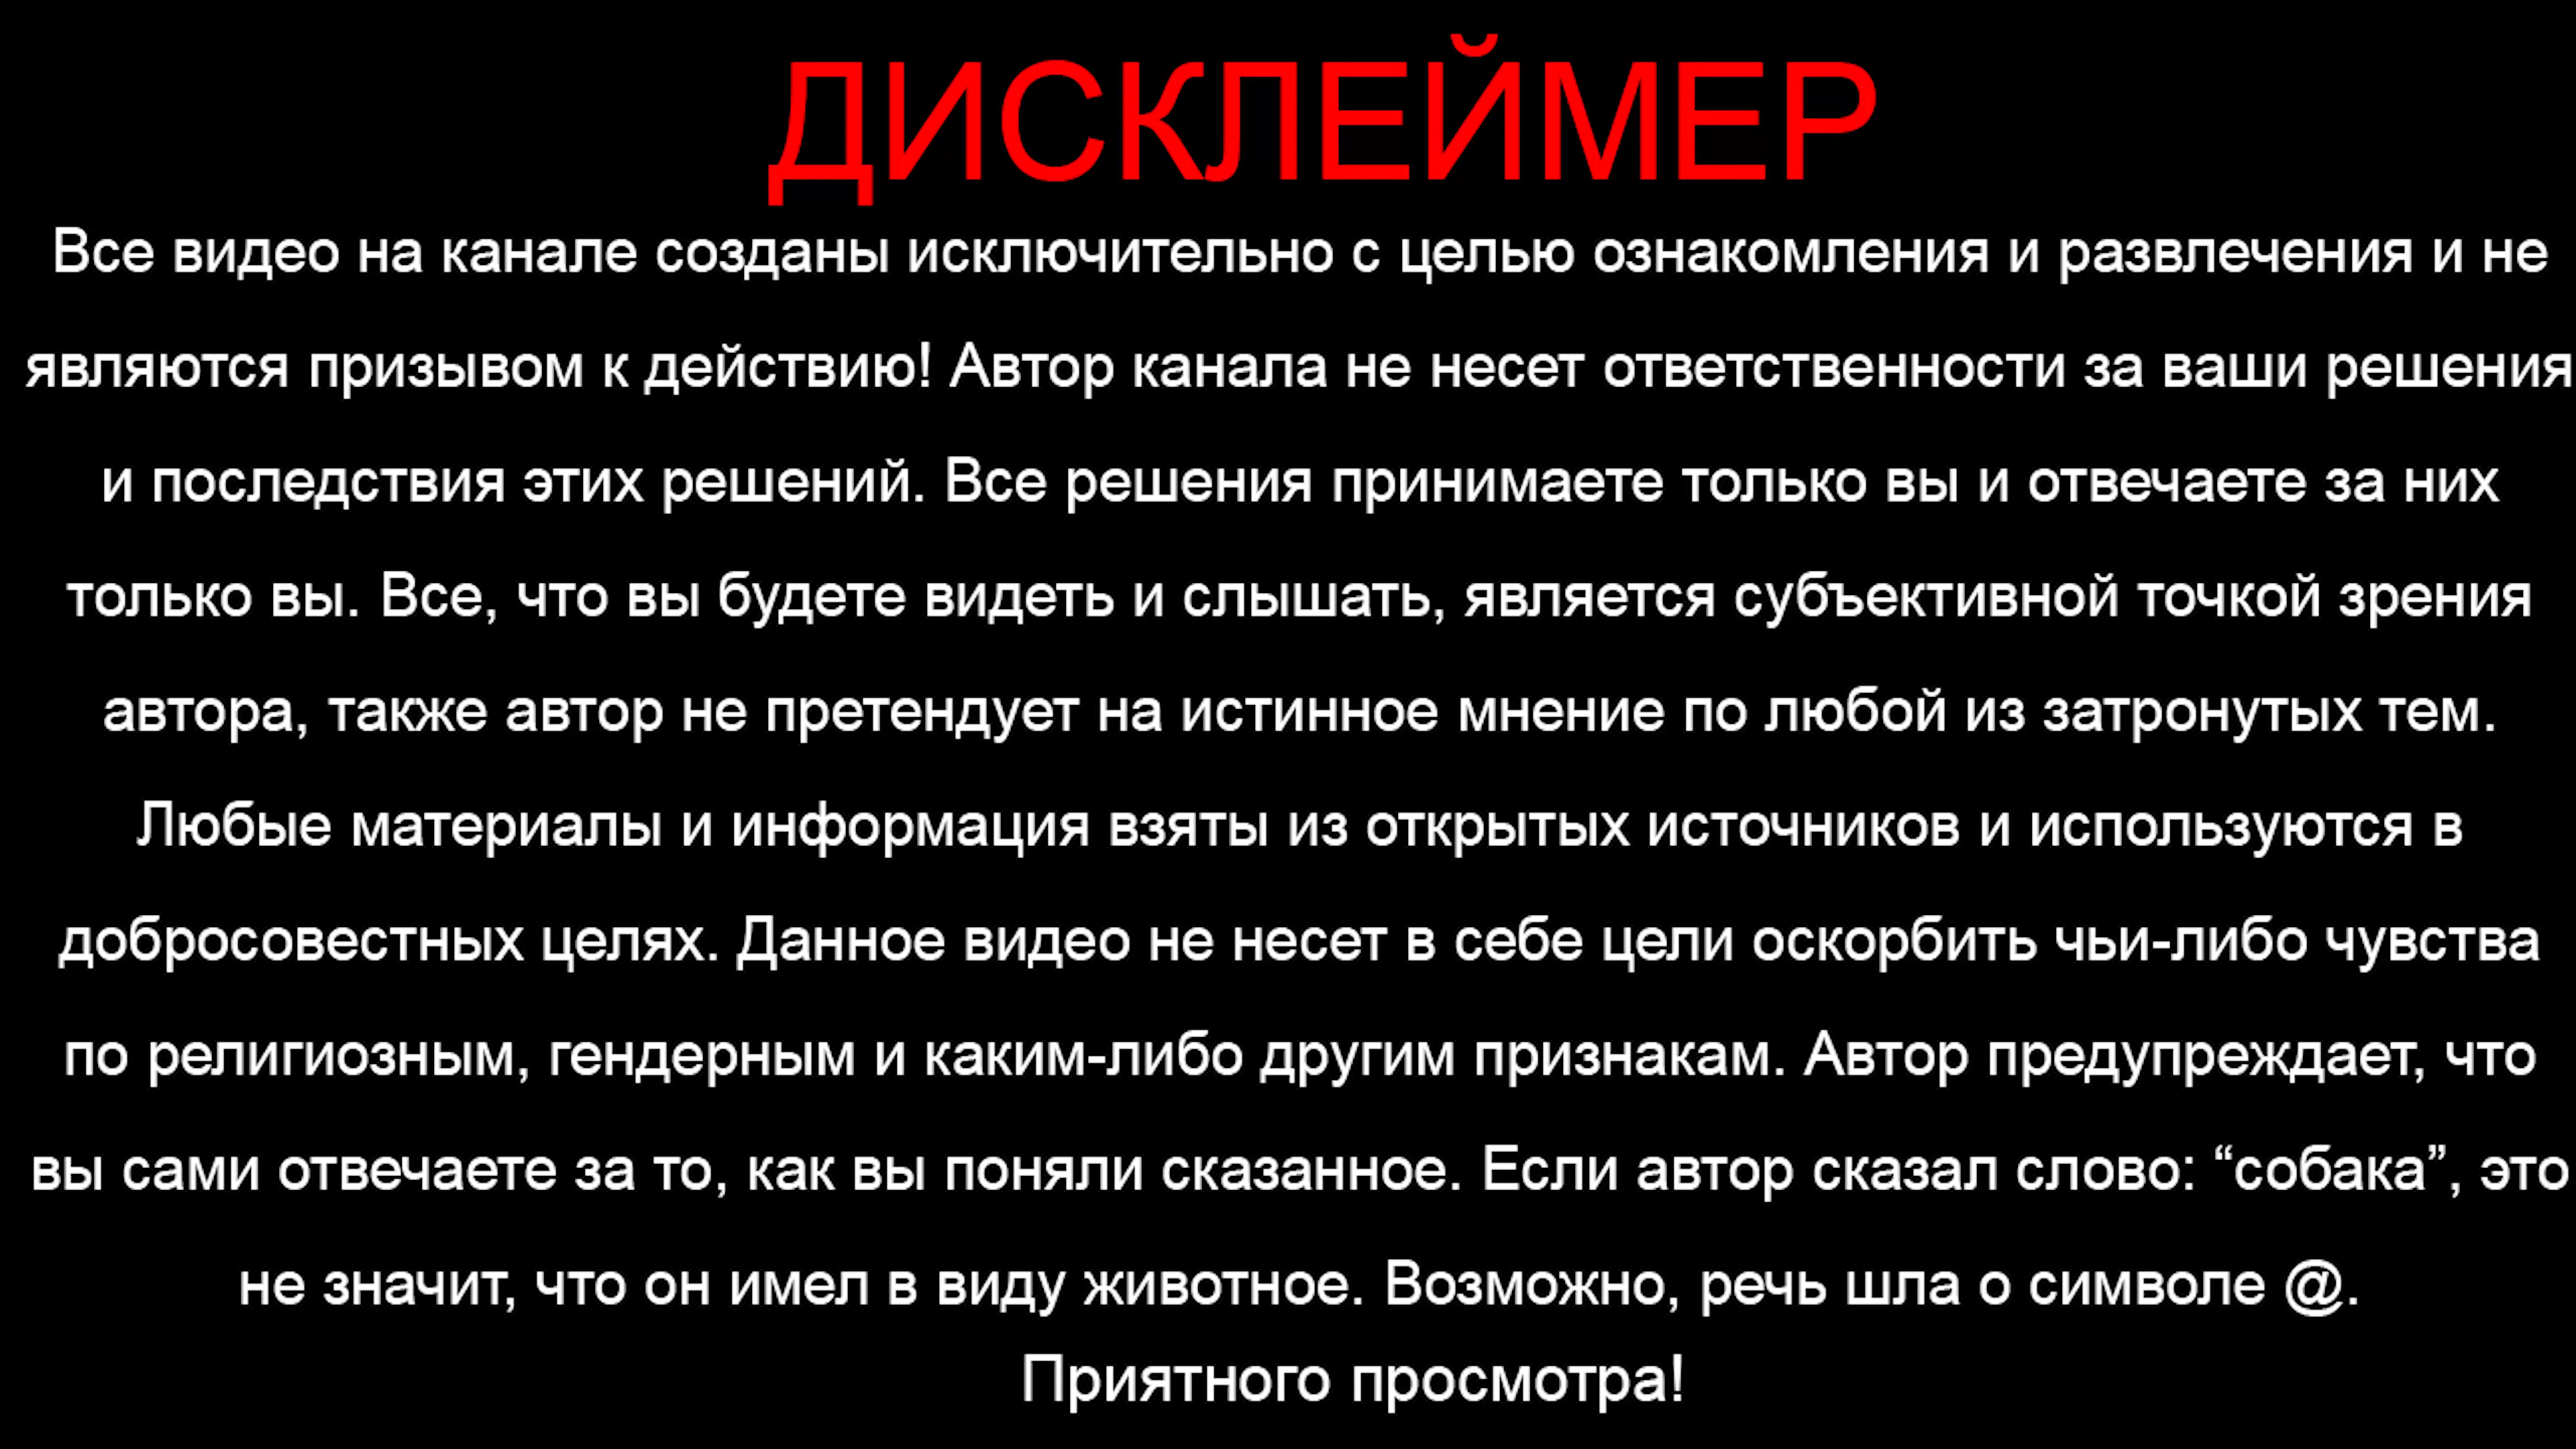 ДИСКЛЕЙМЕР
Все видео на канале созданы исключительно с целью ознакомления и развлечения и не
являются призывом к действию! Автор канала не несет ответственности за ваши решения
и последствия этих решений. Все решения принимаете только вы и отвечаете за них
только вы. Все, что вы будете видеть и слышать, является субъективной точкой зрения
автора, также автор не претендует на истинное мнение по любой из затронутых тем.
Любые материалы и информация взяты из открытых источников и используются в
добросовестных целях. Данное видео не несет в себе цели оскорбить чьи-либо чувства
по религиозным, гендерным и каким-либо другим признакам. Автор предупреждает, что
вы сами отвечаете за то, как вы поняли сказанное. Если автор сказал слово: “собака”, это
не значит, что он имел в виду животное. Возможно, речь шла о символе @.
Приятного просмотра!